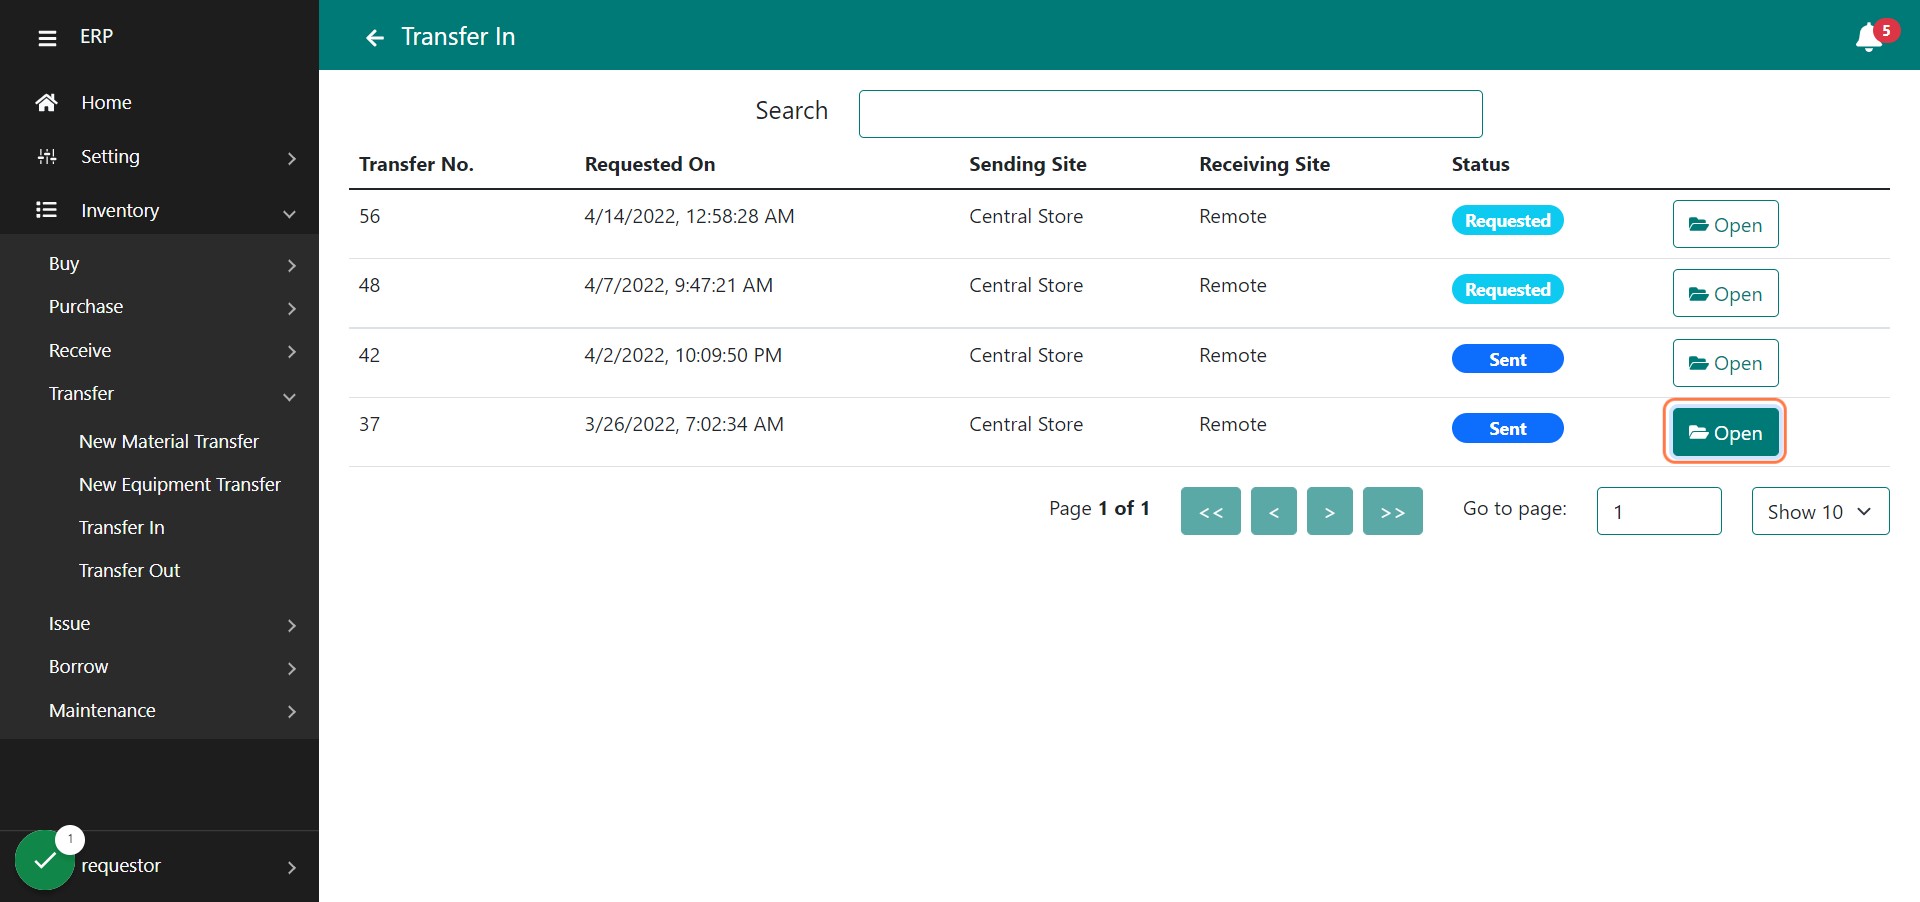 ERP
Transfer In
5
Home
Setting
Inventory
Buy
Purchase
Receive
Transfer
New Material Transfer
New Equipment Transfer
Transfer In
Transfer Out
Issue
Borrow
Maintenance
1
requestor
Search
Transfer No. Requested On Sending Site Receiving Site Status
56 4/14/2022, 12:58:28 AM Central Store Remote Requested Open
48 4/7/2022, 9:47:21 AM Central Store Remote Requested Open
42 4/2/2022, 10:09:50 PM Central Store Remote Sent Open
37 3/26/2022, 7:02:34 AM Central Store Remote Sent Open
Page 1 of 1 << < > >> Go to page: 1 Show 10